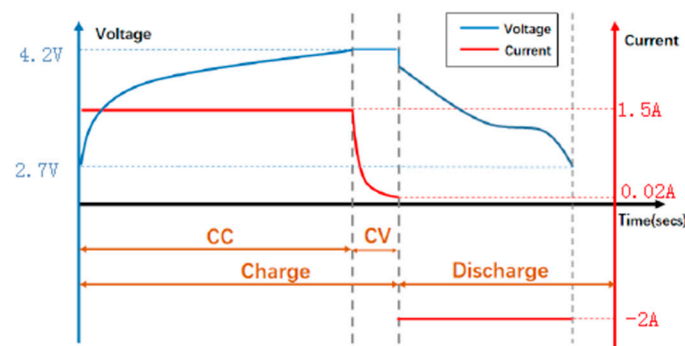 Voltage
Voltage
Current
Current
4.2V
1.5A
2.7V
0.02A
Time(secs)
CC
CV
Charge
Discharge
-2A